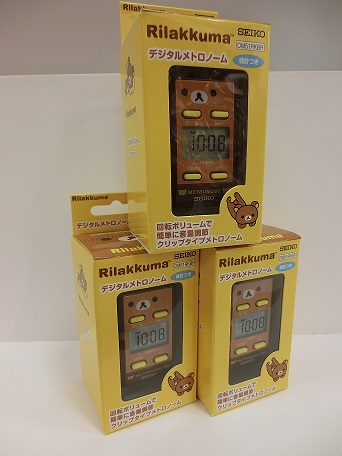 Rilakkuma™
SEIKO
DM51RKBR
デジタルメトロノーム
時計つき
10:08
METRONOME
SEIKO
回転ボリュームで
簡単に音量調節
クリップタイプメトロノーム
Rilakkuma
SEIKO
デジタルメトロノーム
時計つき
10:08
回転ボリュームで
簡単に音量調節
クリップタイプメトロノーム
Rilakkuma
SEIKO
デジタルメトロノーム
時計つき
10:08
回転ボリュームで
簡単に音量調節
クリップタイプメトロノーム